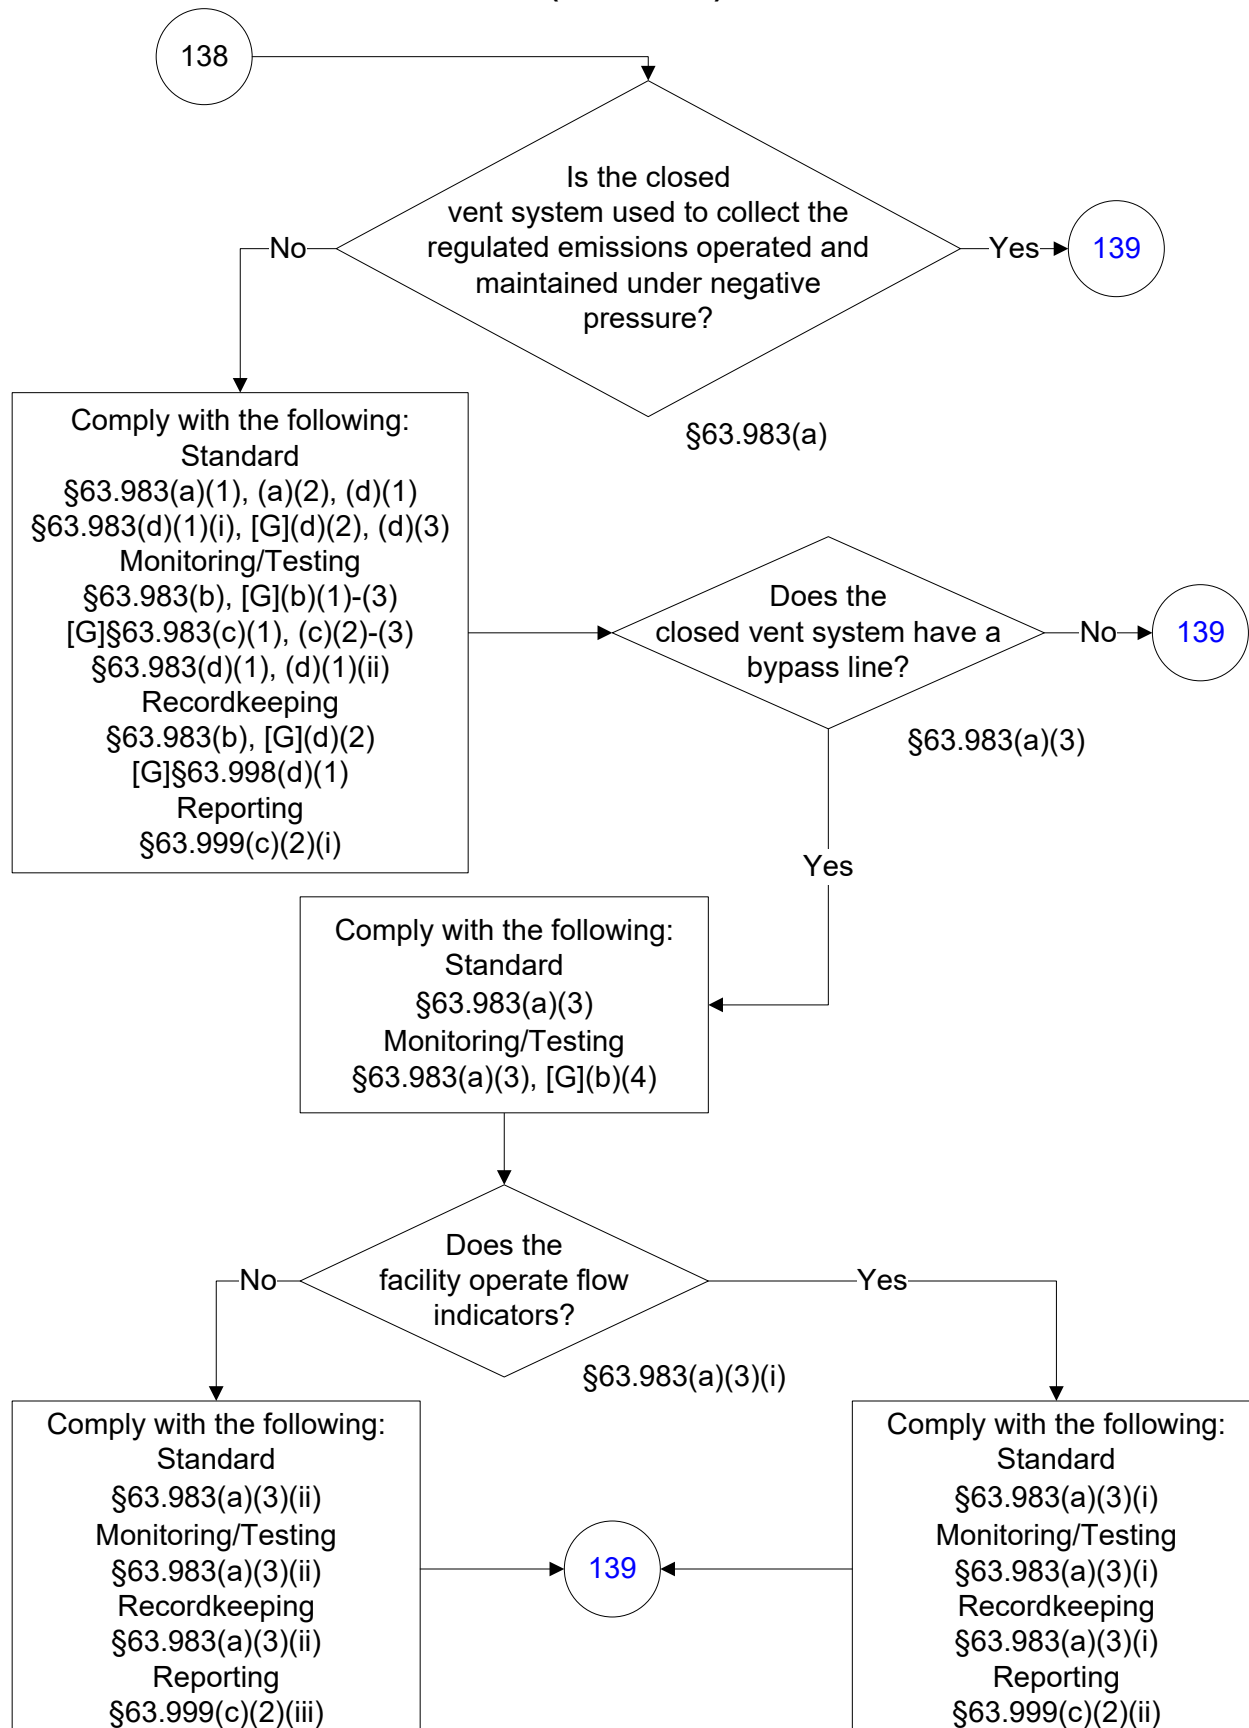 138
Is the closed
vent system used to collect the
regulated emissions operated and
maintained under negative
pressure?
No
Yes
139
§63.983(a)
Comply with the following:
Standard
§63.983(a)(1), (a)(2), (d)(1)
§63.983(d)(1)(i), [G](d)(2), (d)(3)
Monitoring/Testing
§63.983(b), [G](b)(1)-(3)
[G]§63.983(c)(1), (c)(2)-(3)
§63.983(d)(1), (d)(1)(ii)
Recordkeeping
§63.983(b), [G](d)(2)
[G]§63.998(d)(1)
Reporting
§63.999(c)(2)(i)
Does the
closed vent system have a
bypass line?
No
139
§63.983(a)(3)
Yes
Comply with the following:
Standard
§63.983(a)(3)
Monitoring/Testing
§63.983(a)(3), [G](b)(4)
Does the
facility operate flow
indicators?
No
Yes
§63.983(a)(3)(i)
Comply with the following:
Standard
§63.983(a)(3)(ii)
Monitoring/Testing
§63.983(a)(3)(ii)
Recordkeeping
§63.983(a)(3)(ii)
Reporting
§63.999(c)(2)(iii)
139
Comply with the following:
Standard
§63.983(a)(3)(i)
Monitoring/Testing
§63.983(a)(3)(i)
Recordkeeping
§63.983(a)(3)(i)
Reporting
§63.999(c)(2)(ii)